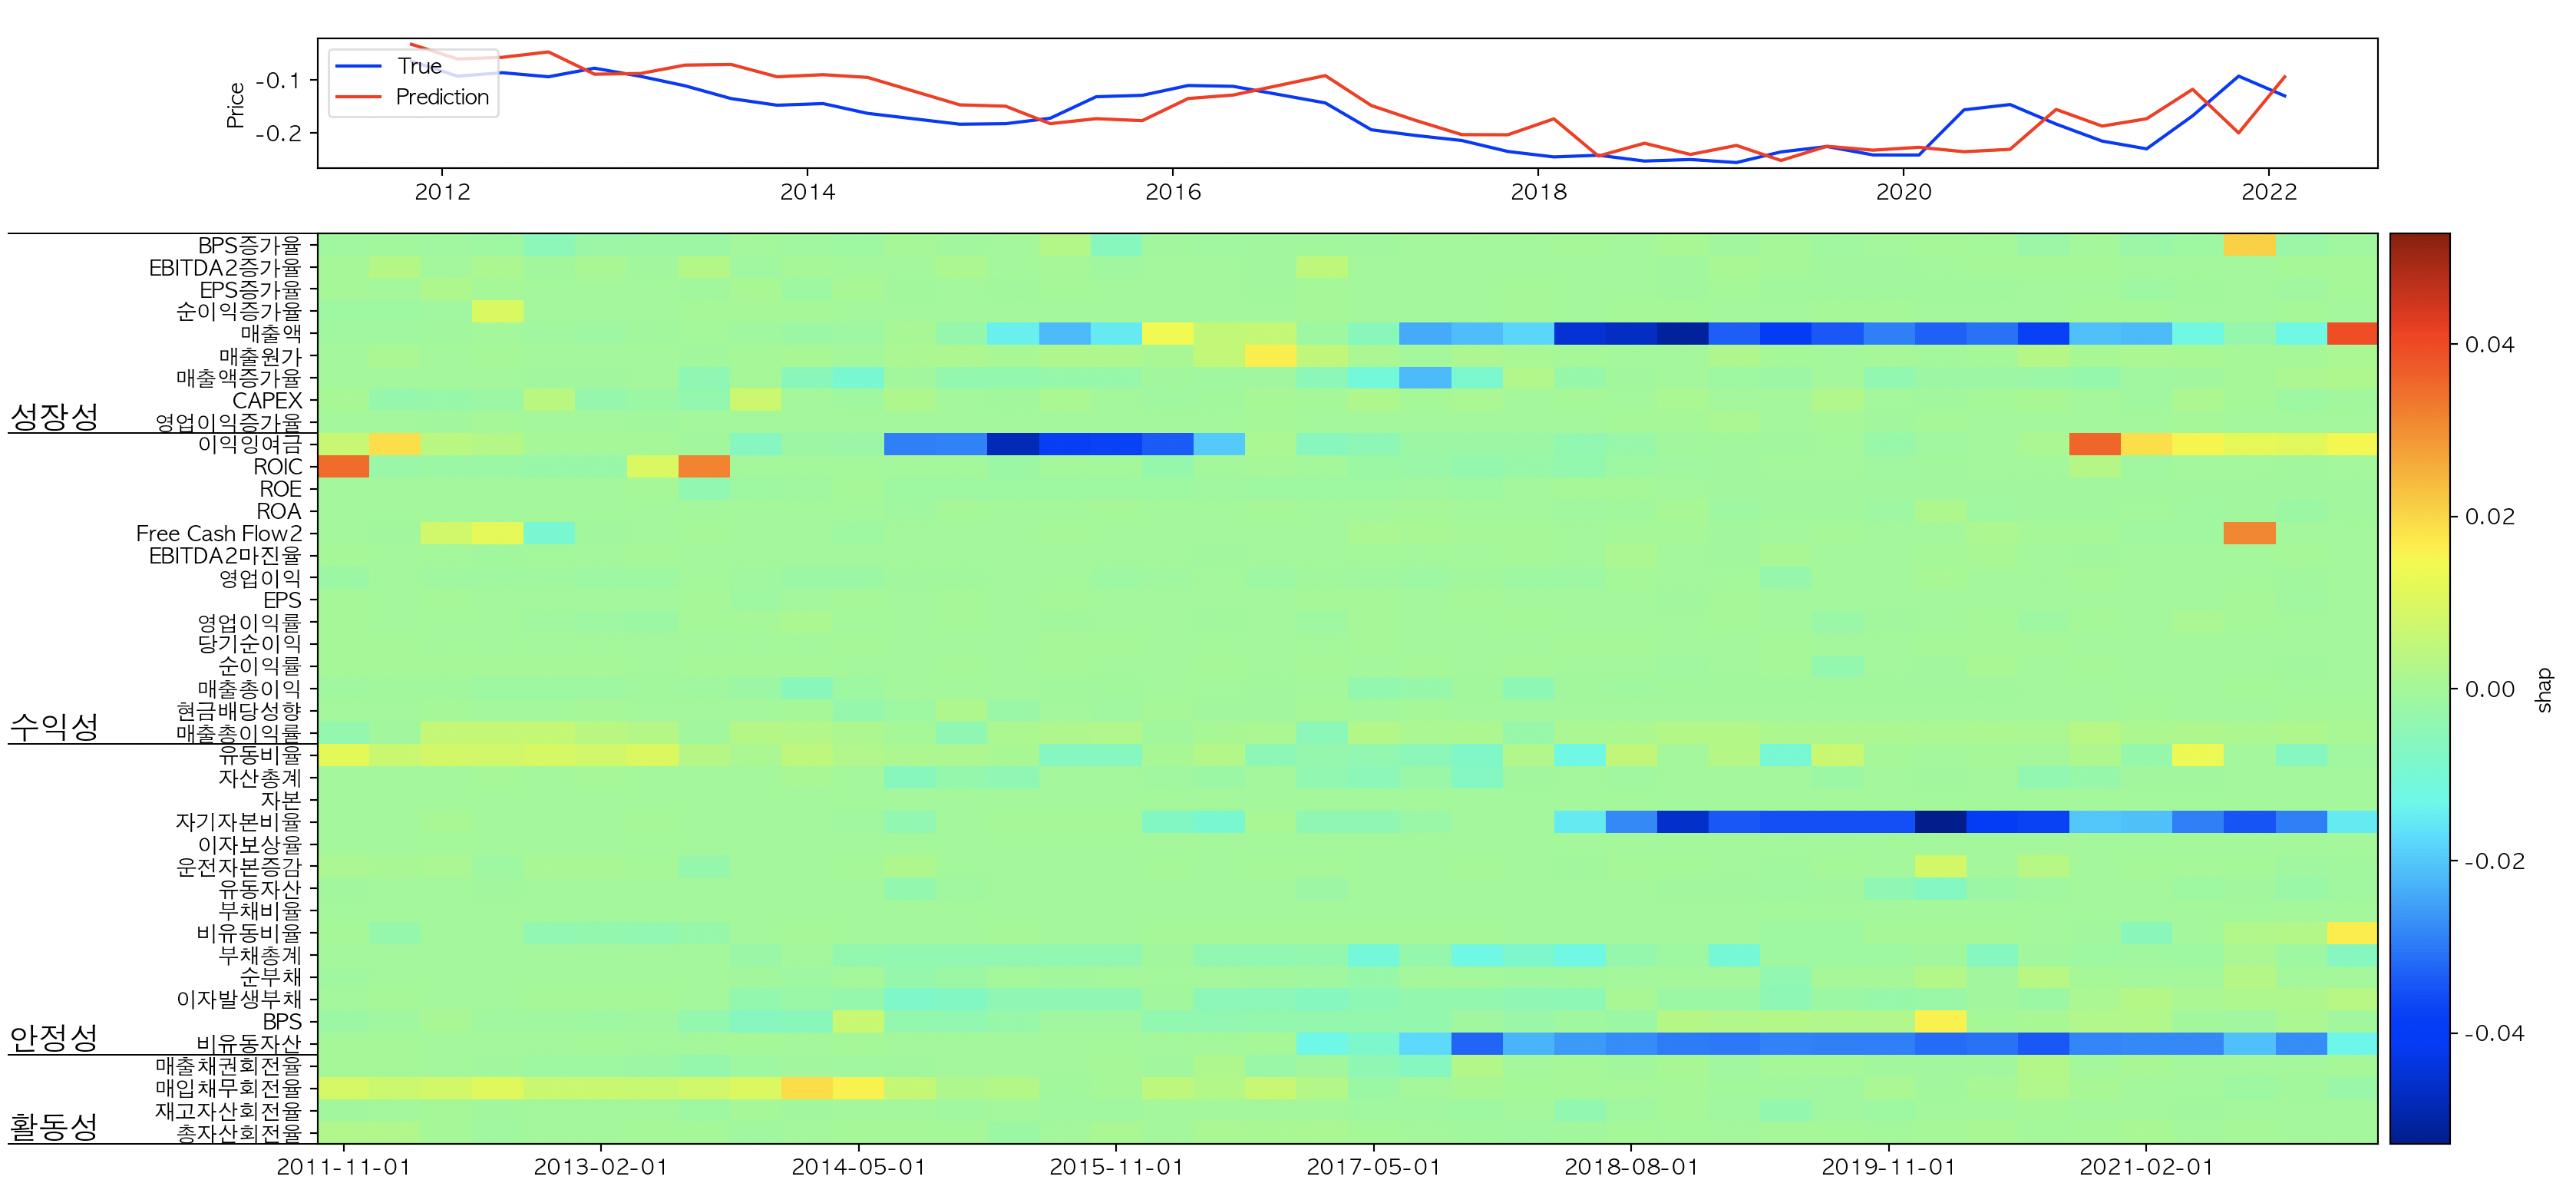 True
Prediction
Price
-0.1
-0.2
2012 2014 2016 2018 2020 2022
BPS증가율
EBITDA2증가율
EPS증가율
순이익증가율
매출액
매출원가
매출액증가율
CAPEX
영업이익증가율
성장성
이익잉여금
ROIC
ROE
ROA
Free Cash Flow2
EBITDA2마진율
영업이익
EPS
영업이익률
당기순이익
순이익률
매출총이익
현금배당성향
매출총이익률
수익성
유동비율
자산총계
자본
자기자본비율
이자보상율
운전자본증감
유동자산
부채비율
비유동비율
부채총계
순부채
이자발생부채
BPS
비유동자산
안정성
매출채권회전율
매입채무회전율
재고자산회전율
총자산회전율
활동성
2011-11-01 2013-02-01 2014-05-01 2015-11-01 2017-05-01 2018-08-01 2019-11-01 2021-02-01
0.04
0.02
0.00
-0.02
-0.04
shap